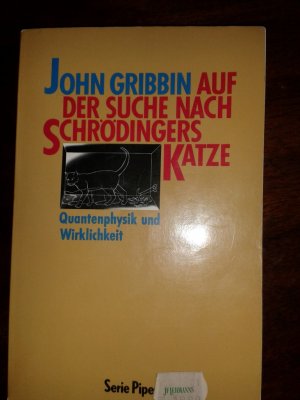 JOHN GRIBBIN AUF
DER SUCHE NACH
SCHRÖDINGERS
KATZE
Quantenphysik und
Wirklichkeit
Serie Pipe